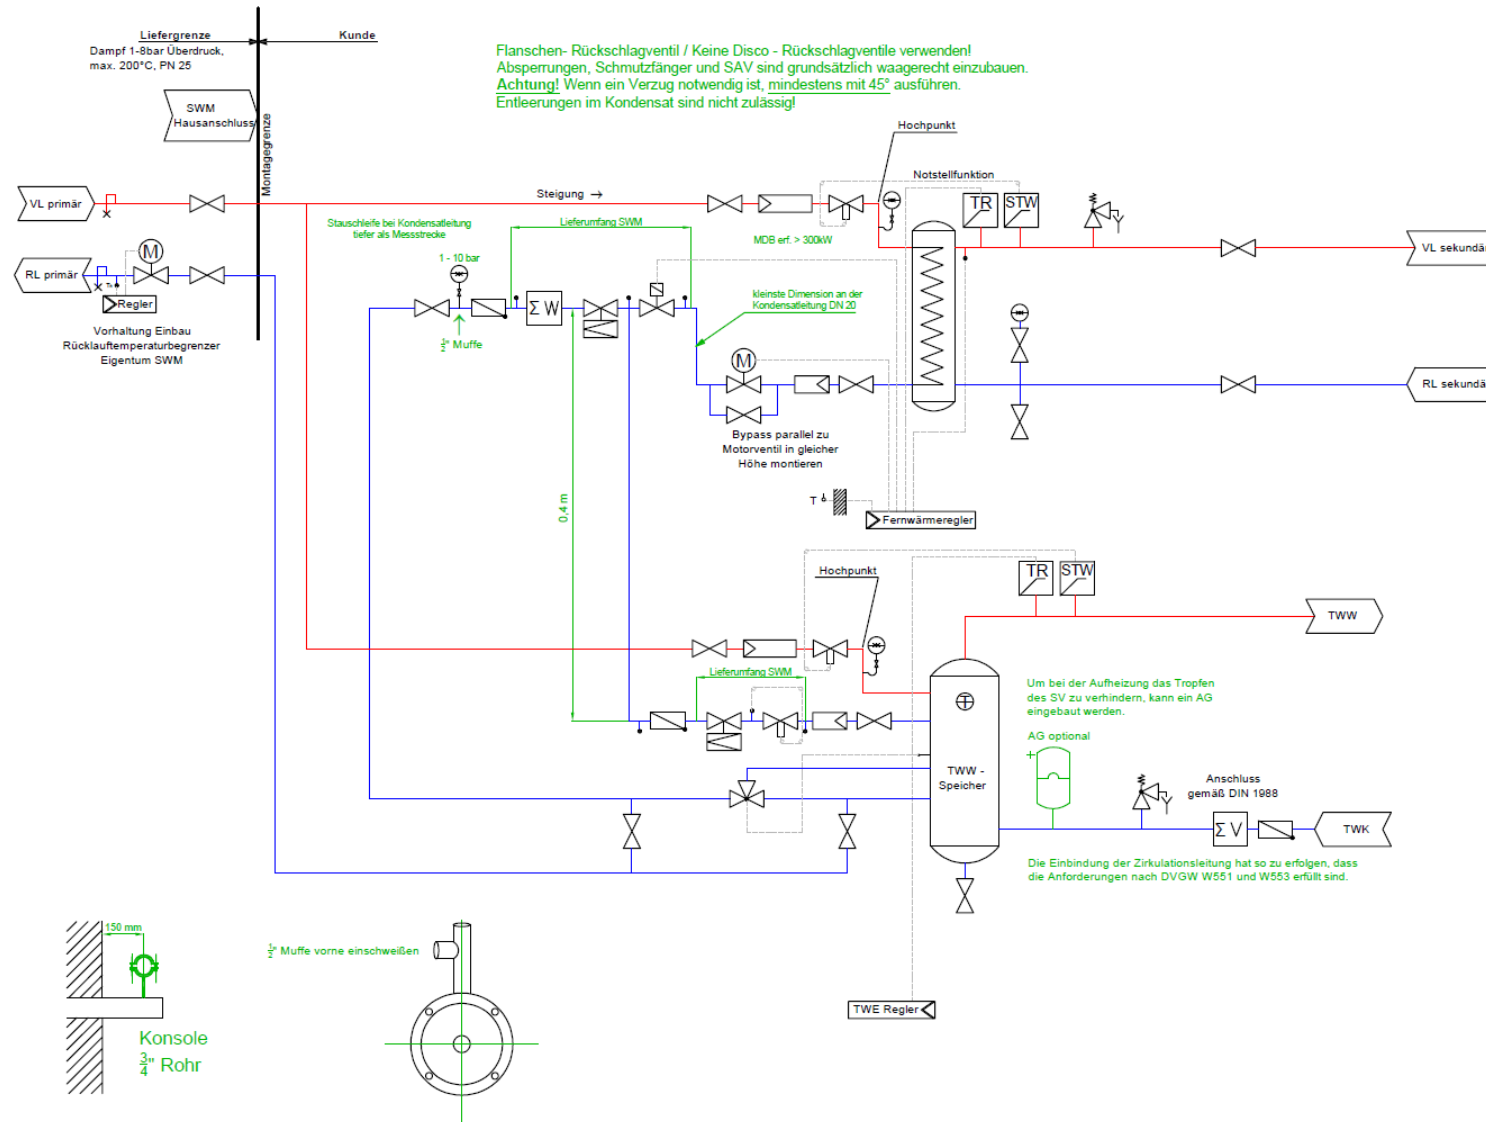 Liefergrenze
Kunde
Dampf 1-8bar Überdruck,
max. 200°C, PN 25
Flanschen- Rückschlagventil / Keine Disco - Rückschlagventile verwenden!
Absperrungen, Schmutzfänger und SAV sind grundsätzlich waagerecht einzubauen.
Achtung! Wenn ein Verzug notwendig ist, mindestens mit 45° ausführen.
Entleerungen im Kondensat sind nicht zulässig!
SWM
Hausanschluss
Montagegrenze
Hochpunkt
Notstellfunktion
Steigung →
VL primär
TR
STW
Stauschleife bei Kondensatleitung
tiefer als Messstrecke
Lieferumfang SWM
MDB erf. > 300kW
VL sekundär
M
1 - 10 bar
RL primär
Regler
Σ W
kleinste Dimension an der
Kondensatleitung DN 20
Vorhaltung Einbau
Rücklauftemperaturbegrenzer
Eigentum SWM
½" Muffe
M
RL sekundä
Bypass parallel zu
Motorventil in gleicher
Höhe montieren
0,4 m
T
Fernwärmeregler
Hochpunkt
TR
STW
TWW
Lieferumfang SWM
Um bei der Aufheizung das Tropfen
des SV zu verhindern, kann ein AG
eingebaut werden.
T
AG optional
TWW -
Speicher
Anschluss
gemäß DIN 1988
Σ V
TWK
Die Einbindung der Zirkulationsleitung hat so zu erfolgen, dass
die Anforderungen nach DVGW W551 und W553 erfüllt sind.
150 mm
½" Muffe vorne einschweißen
TWE Regler
Konsole
¾" Rohr